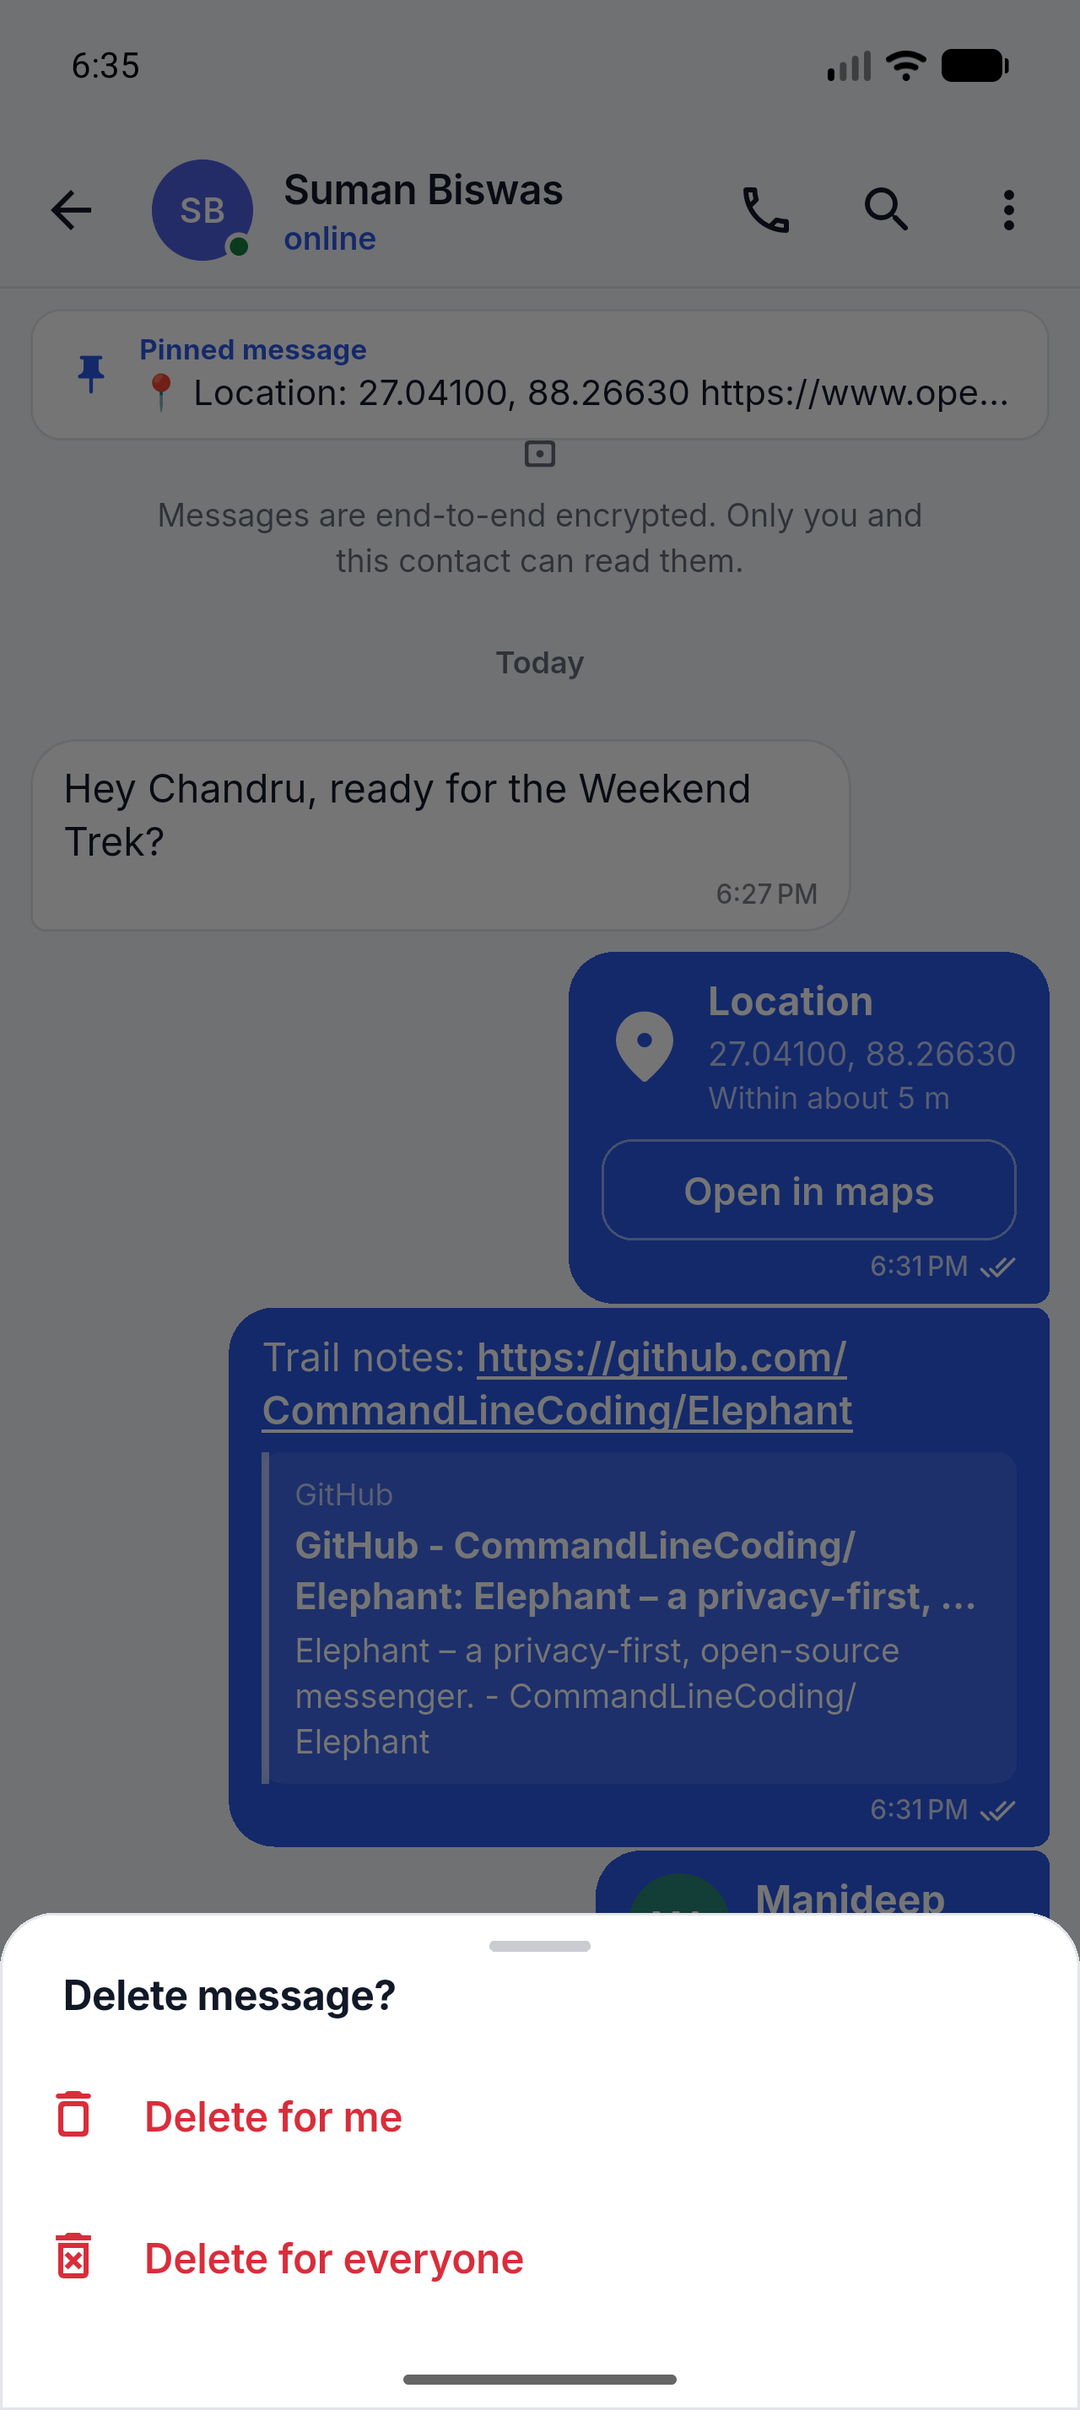 6:35
SB
Suman Biswas
online
Pinned message
📍 Location: 27.04100, 88.26630 https://www.ope...
Messages are end-to-end encrypted. Only you and
this contact can read them.
Today
Hey Chandru, ready for the Weekend
Trek?
6:27 PM
Location
27.04100, 88.26630
Within about 5 m
Open in maps
6:31 PM
Trail notes: https://github.com/
CommandLineCoding/Elephant
GitHub
GitHub - CommandLineCoding/
Elephant: Elephant – a privacy-first, ...
Elephant – a privacy-first, open-source
messenger. - CommandLineCoding/
Elephant
6:31 PM
Manideep
Delete message?
Delete for me
Delete for everyone